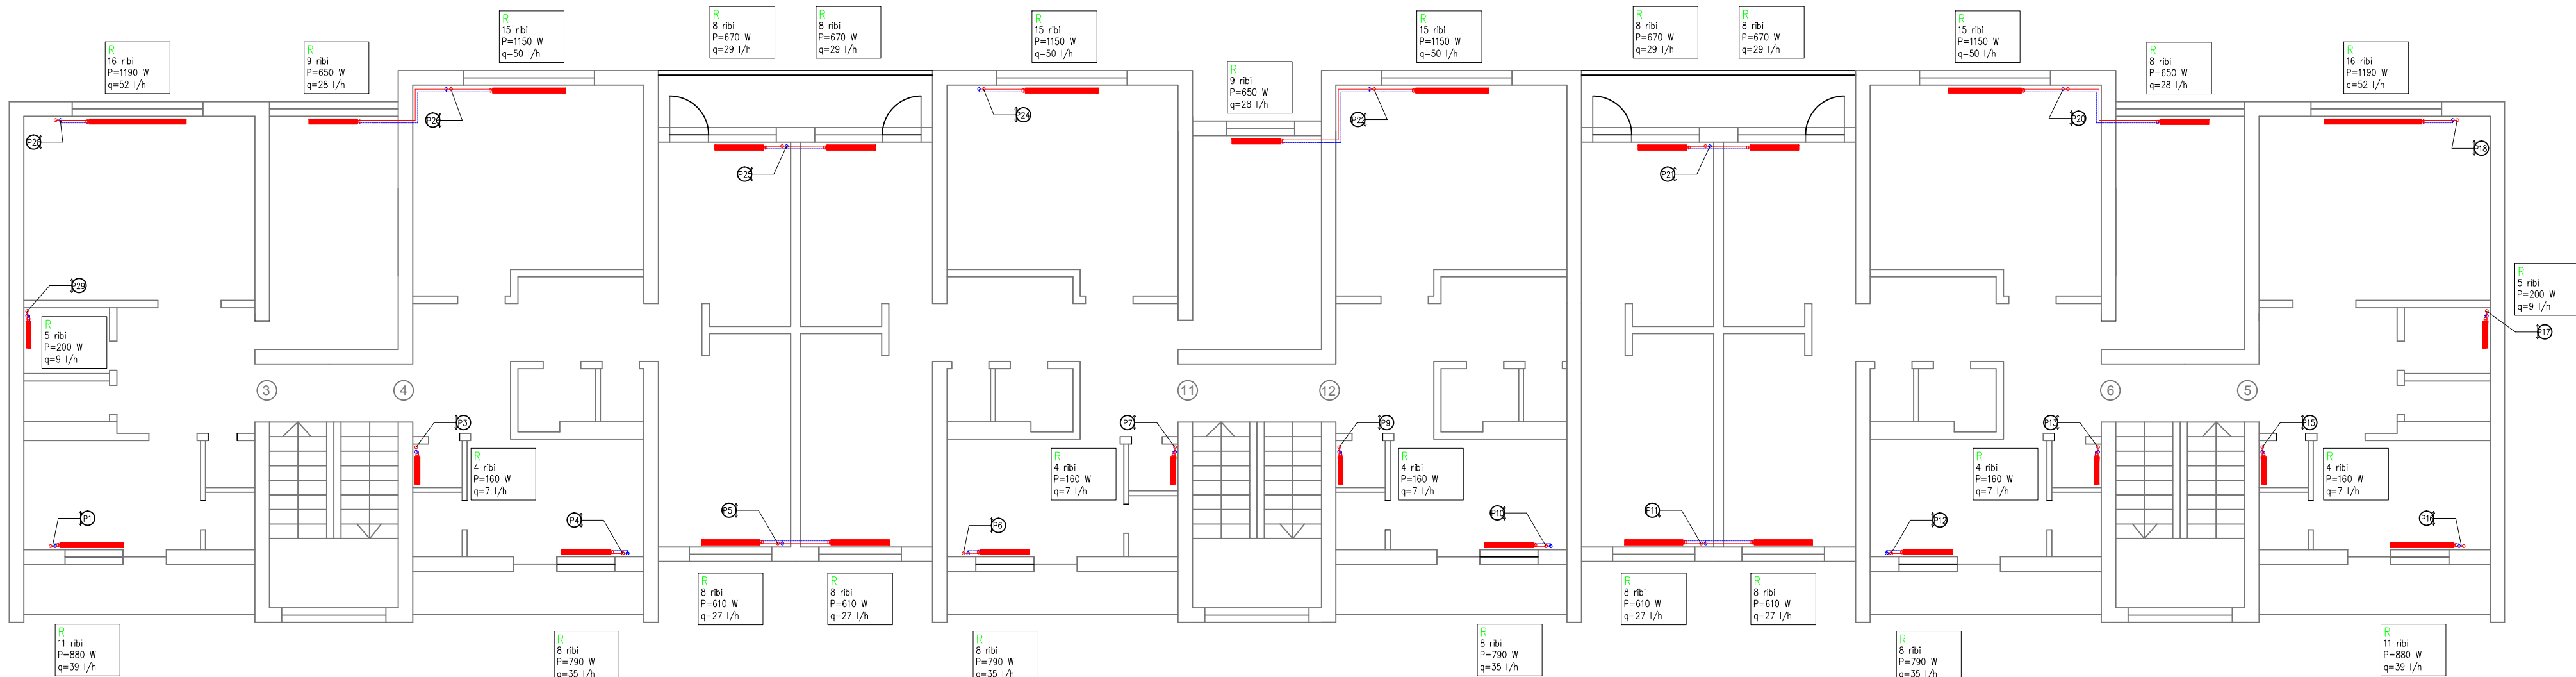 R
16 ribi
P=1190 W
q=52 l/h
R
9 ribi
P=650 W
q=28 l/h
R
15 ribi
P=1150 W
q=50 l/h
R
8 ribi
P=670 W
q=29 l/h
R
8 ribi
P=670 W
q=29 l/h
R
15 ribi
P=1150 W
q=50 l/h
R
9 ribi
P=650 W
q=28 l/h
R
15 ribi
P=1150 W
q=50 l/h
R
8 ribi
P=670 W
q=29 l/h
R
8 ribi
P=670 W
q=29 l/h
R
15 ribi
P=1150 W
q=50 l/h
R
8 ribi
P=650 W
q=28 l/h
R
16 ribi
P=1190 W
q=52 l/h
P28
P26
P25
P24
P22
P21
P20
P18
P29
R
5 ribi
P=200 W
q=9 l/h
R
5 ribi
P=200 W
q=9 l/h
P17
3
4
11
12
6
5
P3
R
4 ribi
P=160 W
q=7 l/h
P7
R
4 ribi
P=160 W
q=7 l/h
P9
R
4 ribi
P=160 W
q=7 l/h
P13
R
4 ribi
P=160 W
q=7 l/h
P15
R
4 ribi
P=160 W
q=7 l/h
P1
P4
P5
P6
P10
P11
P12
P16
R
11 ribi
P=880 W
q=39 l/h
R
8 ribi
P=790 W
q=35 l/h
R
8 ribi
P=610 W
q=27 l/h
R
8 ribi
P=610 W
q=27 l/h
R
8 ribi
P=790 W
q=35 l/h
R
8 ribi
P=790 W
q=35 l/h
R
8 ribi
P=610 W
q=27 l/h
R
8 ribi
P=610 W
q=27 l/h
R
8 ribi
P=790 W
q=35 l/h
R
11 ribi
P=880 W
q=39 l/h